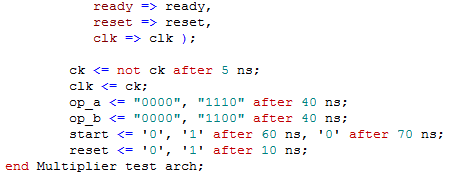 ready => ready,
reset => reset,
clk => clk );
ck <= not ck after 5 ns;
clk <= ck;
op_a <= "0000", "1110" after 40 ns;
op_b <= "0000", "1100" after 40 ns;
start <= '0', '1' after 60 ns, '0' after 70 ns;
reset <= '0', '1' after 10 ns;
end Multiplier test arch;